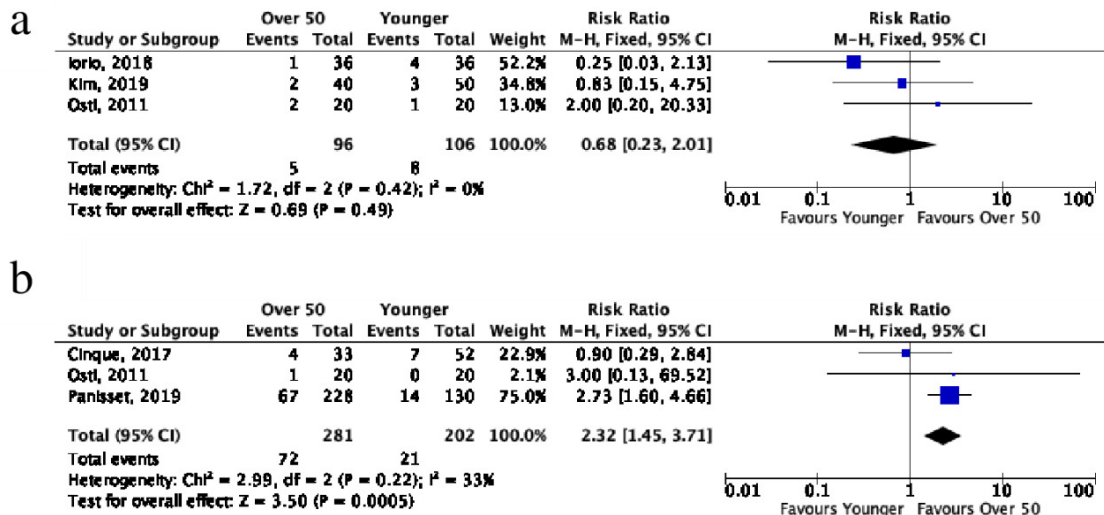 a
Over 50 Younger Risk Ratio Risk Ratio
Study or Subgroup Events Total Events Total Weight M-H, Fixed, 95% CI M-H, Fixed, 95% CI
Iorio, 2018 1 36 4 36 52.2% 0.25 [0.03, 2.13]
Kim, 2019 2 40 3 50 34.8% 0.83 [0.15, 4.75]
Osti, 2011 2 20 1 20 13.0% 2.00 [0.20, 20.33]
Total (95% CI) 96 106 100.0% 0.68 [0.23, 2.01]
Total events 5 8
Heterogeneity: Chi² = 1.72, df = 2 (P = 0.42); I² = 0%
Test for overall effect: Z = 0.69 (P = 0.49)
0.01 0.1 1 10 100
Favours Younger Favours Over 50
b
Over 50 Younger Risk Ratio Risk Ratio
Study or Subgroup Events Total Events Total Weight M-H, Fixed, 95% CI M-H, Fixed, 95% CI
Cinque, 2017 4 33 7 52 22.9% 0.90 [0.29, 2.84]
Osti, 2011 1 20 0 20 2.1% 3.00 [0.13, 69.52]
Panisset, 2019 67 228 14 130 75.0% 2.73 [1.60, 4.66]
Total (95% CI) 281 202 100.0% 2.32 [1.45, 3.71]
Total events 72 21
Heterogeneity: Chi² = 2.99, df = 2 (P = 0.22); I² = 33%
Test for overall effect: Z = 3.50 (P = 0.0005)
0.01 0.1 1 10 100
Favours Younger Favours Over 50